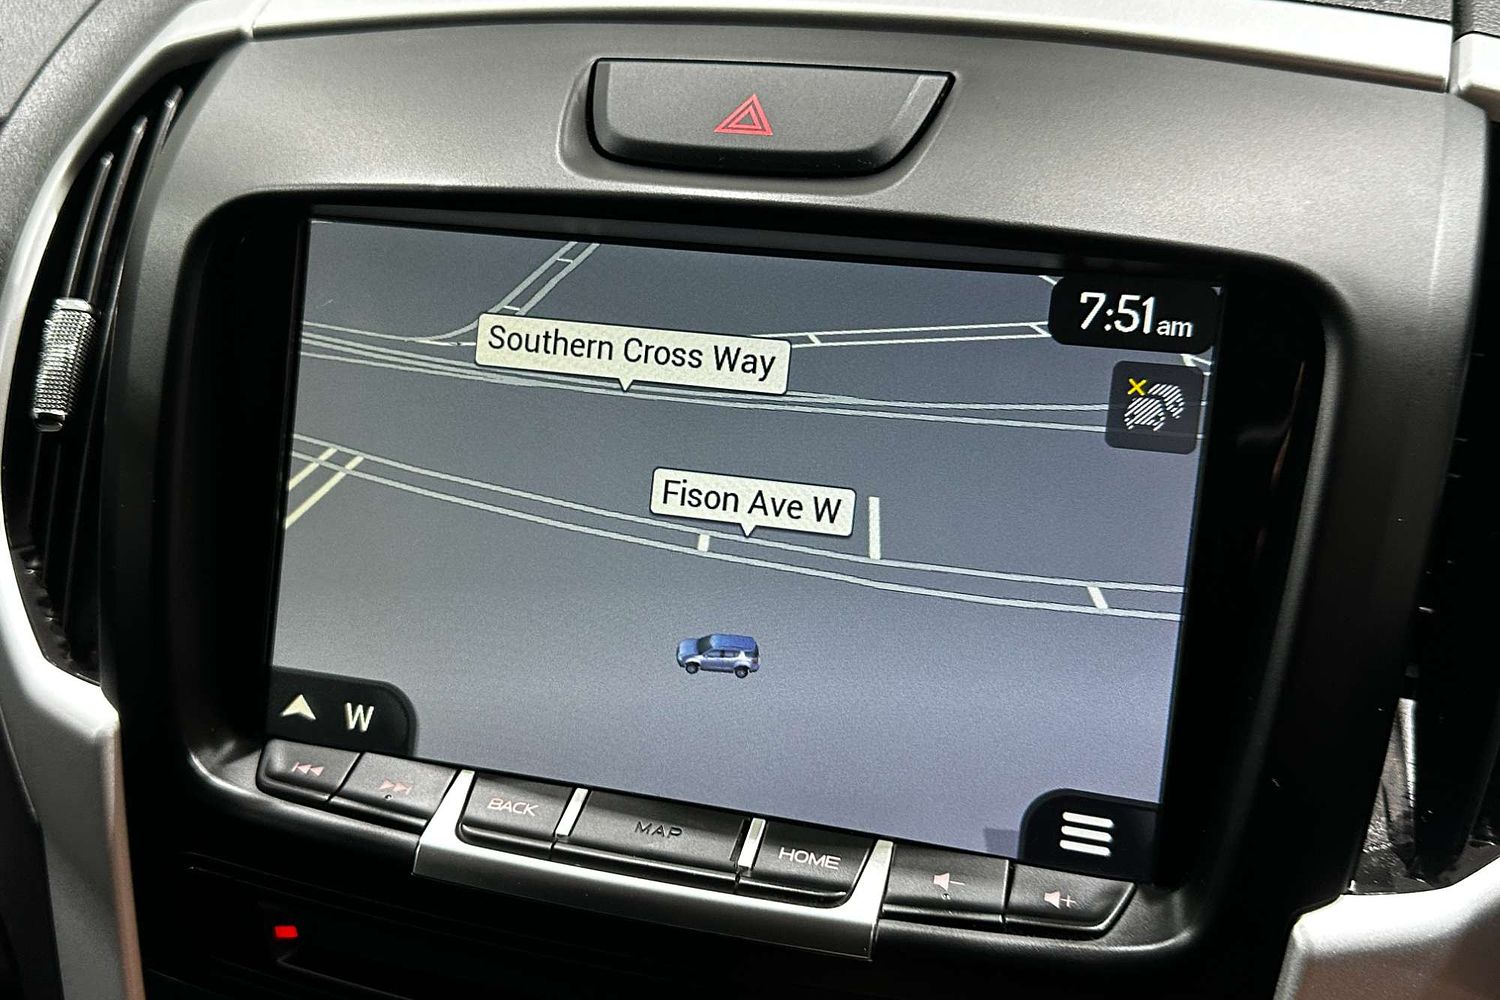 7:51am
Southern Cross Way
Fison Ave W
W
BACK
MAP
HOME